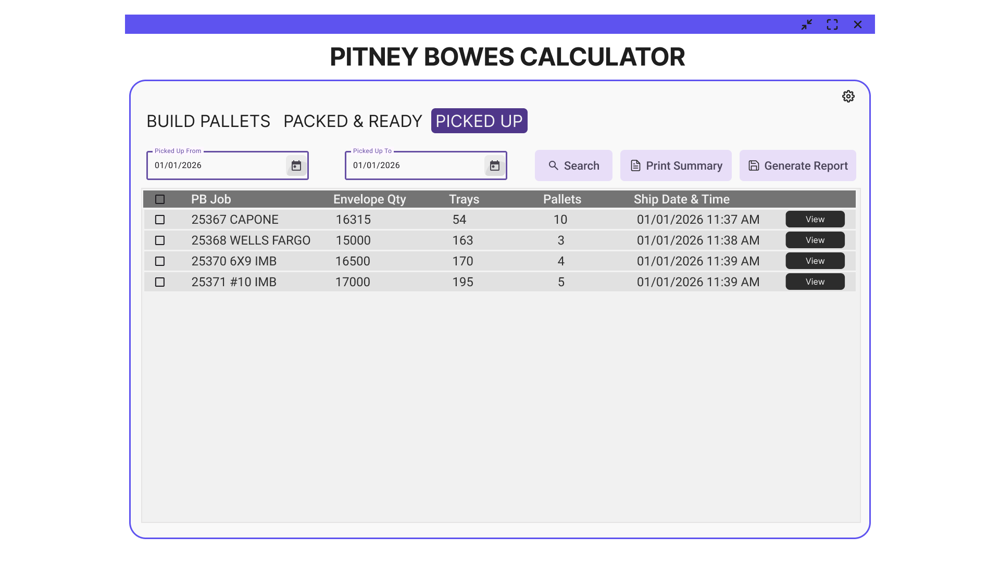 PITNEY BOWES CALCULATOR
BUILD PALLETS PACKED & READY PICKED UP
Picked Up From
01/01/2026
Picked Up To
01/01/2026
Search
Print Summary
Generate Report
PB Job Envelope Qty Trays Pallets Ship Date & Time
25367 CAPONE 16315 54 10 01/01/2026 11:37 AM View
25368 WELLS FARGO 15000 163 3 01/01/2026 11:38 AM View
25370 6X9 IMB 16500 170 4 01/01/2026 11:39 AM View
25371 #10 IMB 17000 195 5 01/01/2026 11:39 AM View